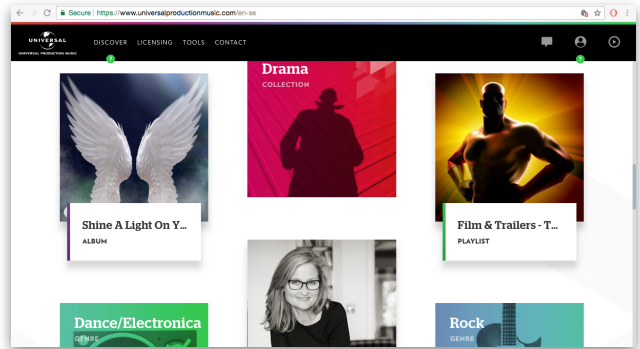 Secure | https://www.universalproductionmusic.com/en-se
UNIVERSAL
UNIVERSAL PRODUCTION MUSIC
DISCOVER LICENSING TOOLS CONTACT
?
?
Drama
COLLECTION
Shine A Light On Y...
ALBUM
Film & Trailers - T...
PLAYLIST
Dance/Electronica
GENRE
Rock
GENRE